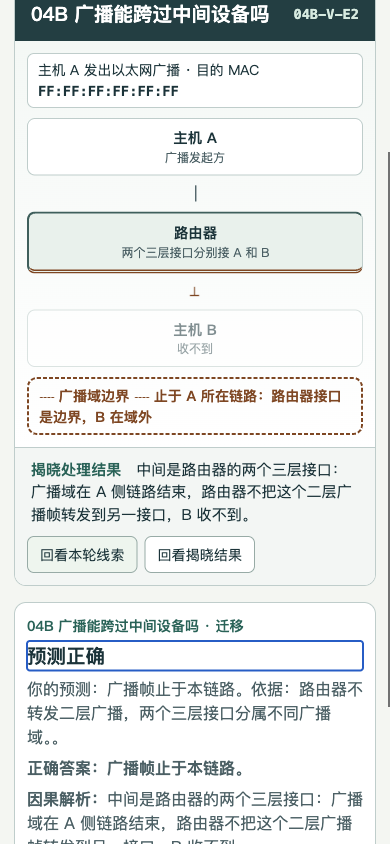 04B 广播能跨过中间设备吗 04B-V-E2
主机 A 发出以太网广播 · 目的 MAC
FF:FF:FF:FF:FF:FF
主机 A
广播发起方
路由器
两个三层接口分别接 A 和 B
⊥
主机 B
收不到
---- 广播域边界 ---- 止于 A 所在链路：路由器接口
是边界，B 在域外
揭晓处理结果 中间是路由器的两个三层接口：
广播域在 A 侧链路结束，路由器不把这个二层广
播帧转发到另一接口，B 收不到。
回看本轮线索 回看揭晓结果
04B 广播能跨过中间设备吗 · 迁移
预测正确
你的预测：广播帧止于本链路。依据：路由器不
转发二层广播，两个三层接口分属不同广播
域。。
正确答案：广播帧止于本链路。
因果解析：中间是路由器的两个三层接口：广播
域在 A 侧链路结束，路由器不把这个二层广播
帧转发到另一接口，B 收不到。